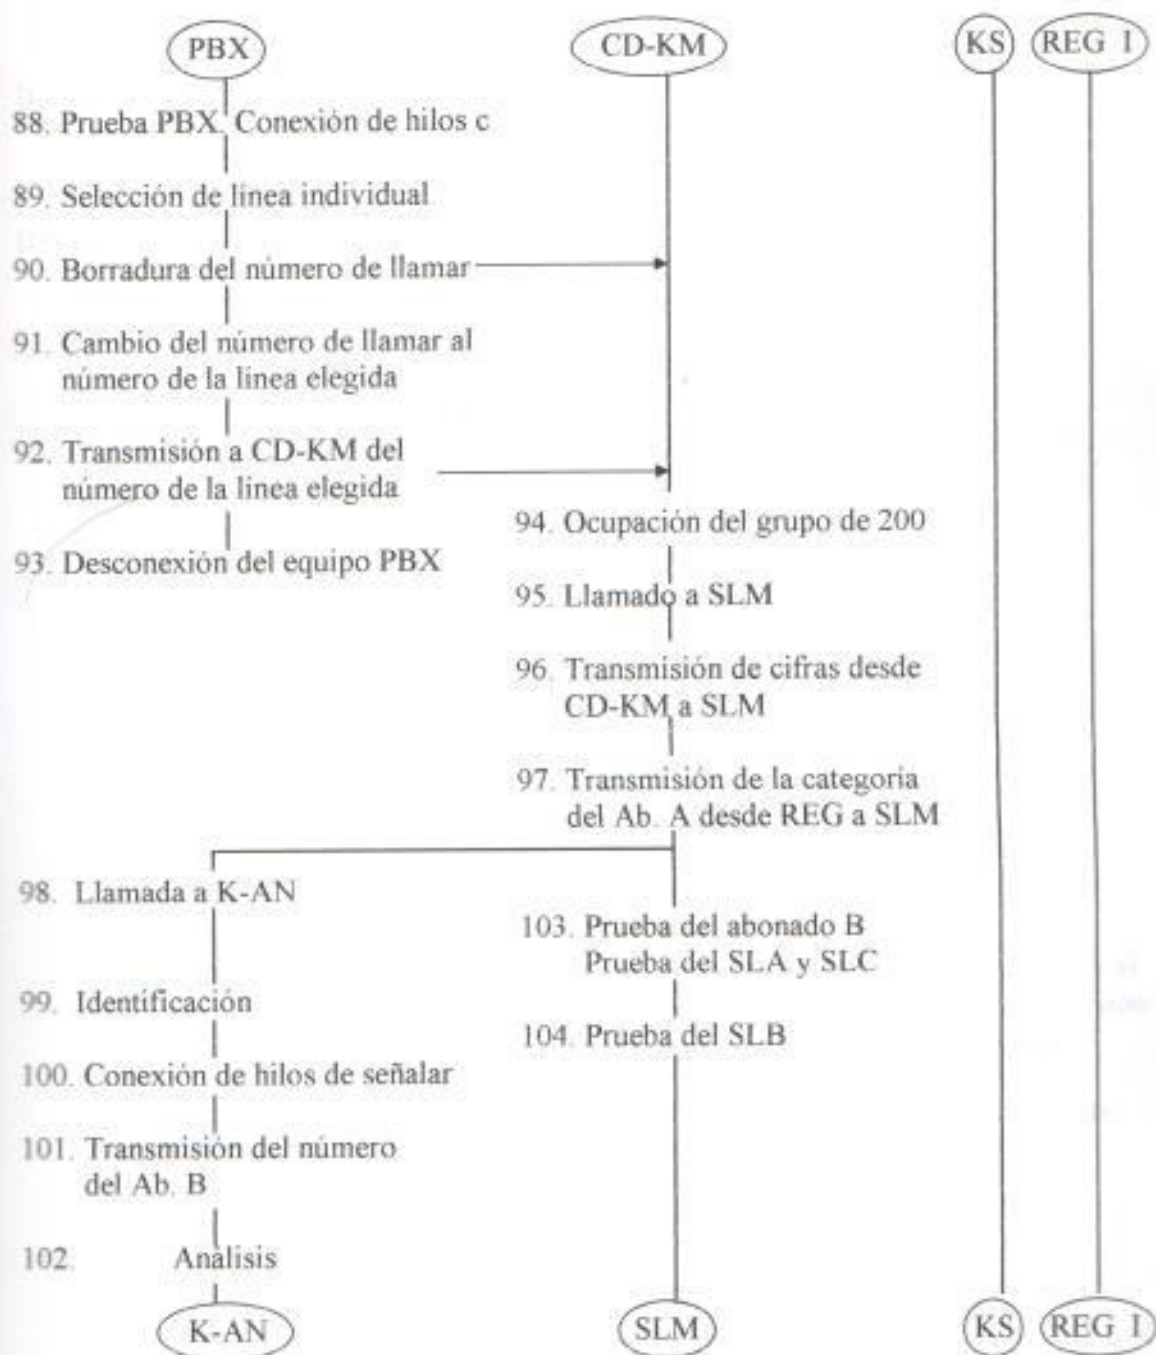 PBX
CD-KM
KS
REG I
88. Prueba PBX. Conexión de hilos c
89. Selección de línea individual
90. Borradura del número de llamar
91. Cambio del número de llamar al
número de la línea elegida
92. Transmisión a CD-KM del
número de la línea elegida
93. Desconexión del equipo PBX
94. Ocupación del grupo de 200
95. Llamado a SLM
96. Transmisión de cifras desde
CD-KM a SLM
97. Transmisión de la categoría
del Ab. A desde REG a SLM
98. Llamada a K-AN
99. Identificación
100. Conexión de hilos de señalar
101. Transmisión del número
del Ab. B
102. Análisis
103. Prueba del abonado B
Prueba del SLA y SLC
104. Prueba del SLB
K-AN
SLM
KS
REG I